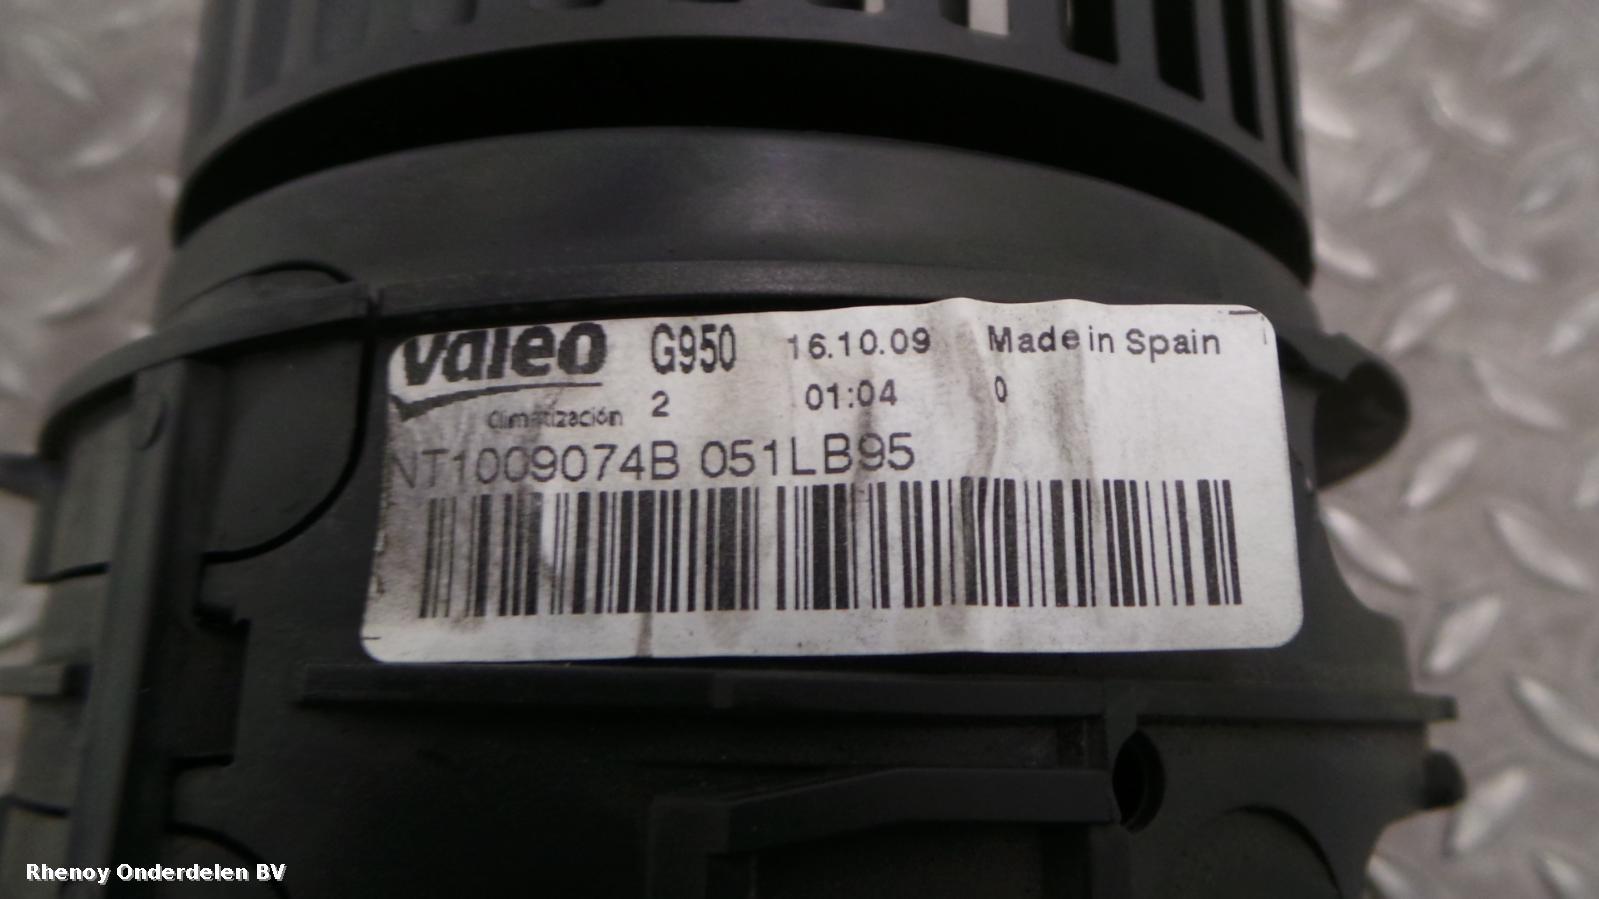 Valeo G950 16.10.09 Made in Spain
Climatización 2 01:04 0
NT1009074B 051LB95
Rhenoy Onderdelen BV